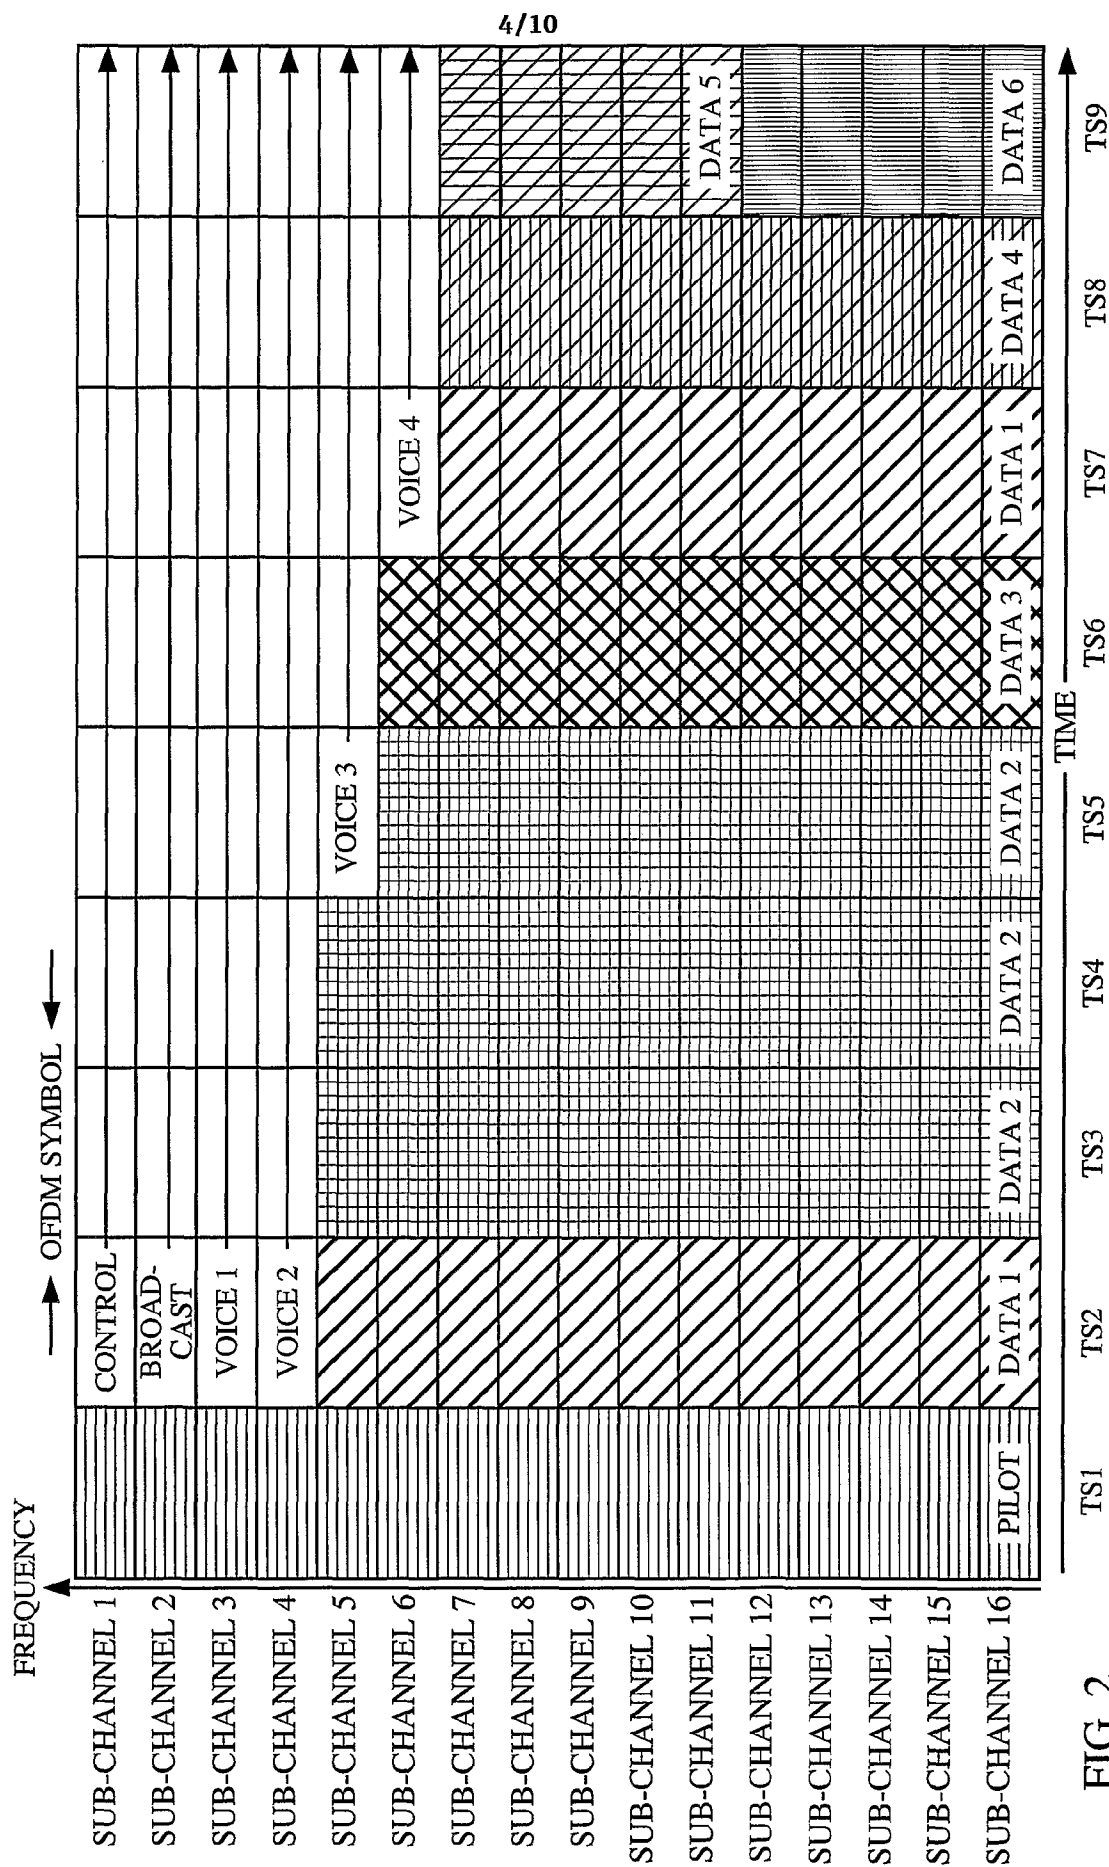 4/10
FREQUENCY
OFDM SYMBOL
SUB-CHANNEL 1
SUB-CHANNEL 2
SUB-CHANNEL 3
SUB-CHANNEL 4
SUB-CHANNEL 5
SUB-CHANNEL 6
SUB-CHANNEL 7
SUB-CHANNEL 8
SUB-CHANNEL 9
SUB-CHANNEL 10
SUB-CHANNEL 11
SUB-CHANNEL 12
SUB-CHANNEL 13
SUB-CHANNEL 14
SUB-CHANNEL 15
SUB-CHANNEL 16
CONTROL
BROAD-
CAST
VOICE 1
VOICE 2
VOICE 3
VOICE 4
PILOT
DATA 1
DATA 2
DATA 2
DATA 2
DATA 3
DATA 1
DATA 4
DATA 5
DATA 6
TIME
TS1
TS2
TS3
TS4
TS5
TS6
TS7
TS8
TS9
FIG. 2